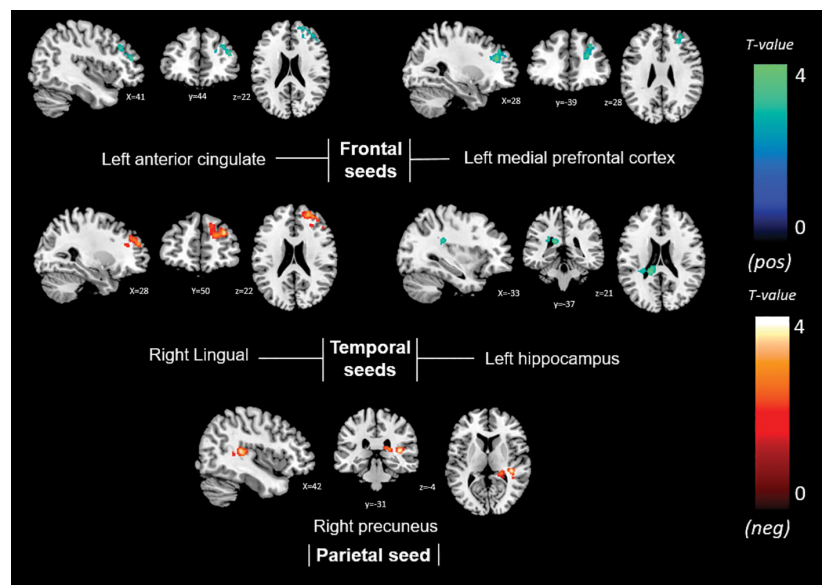 X=41
y=44
z=22
X=28
y=-39
z=28
Left anterior cingulate
Frontal
seeds
Left medial prefrontal cortex
X=28
Y=50
z=22
X=-33
y=-37
z=21
Right Lingual
Temporal
seeds
Left hippocampus
X=42
y=-31
z=-4
Right precuneus
Parietal seed
T-value
4
0
(pos)
T-value
4
0
(neg)